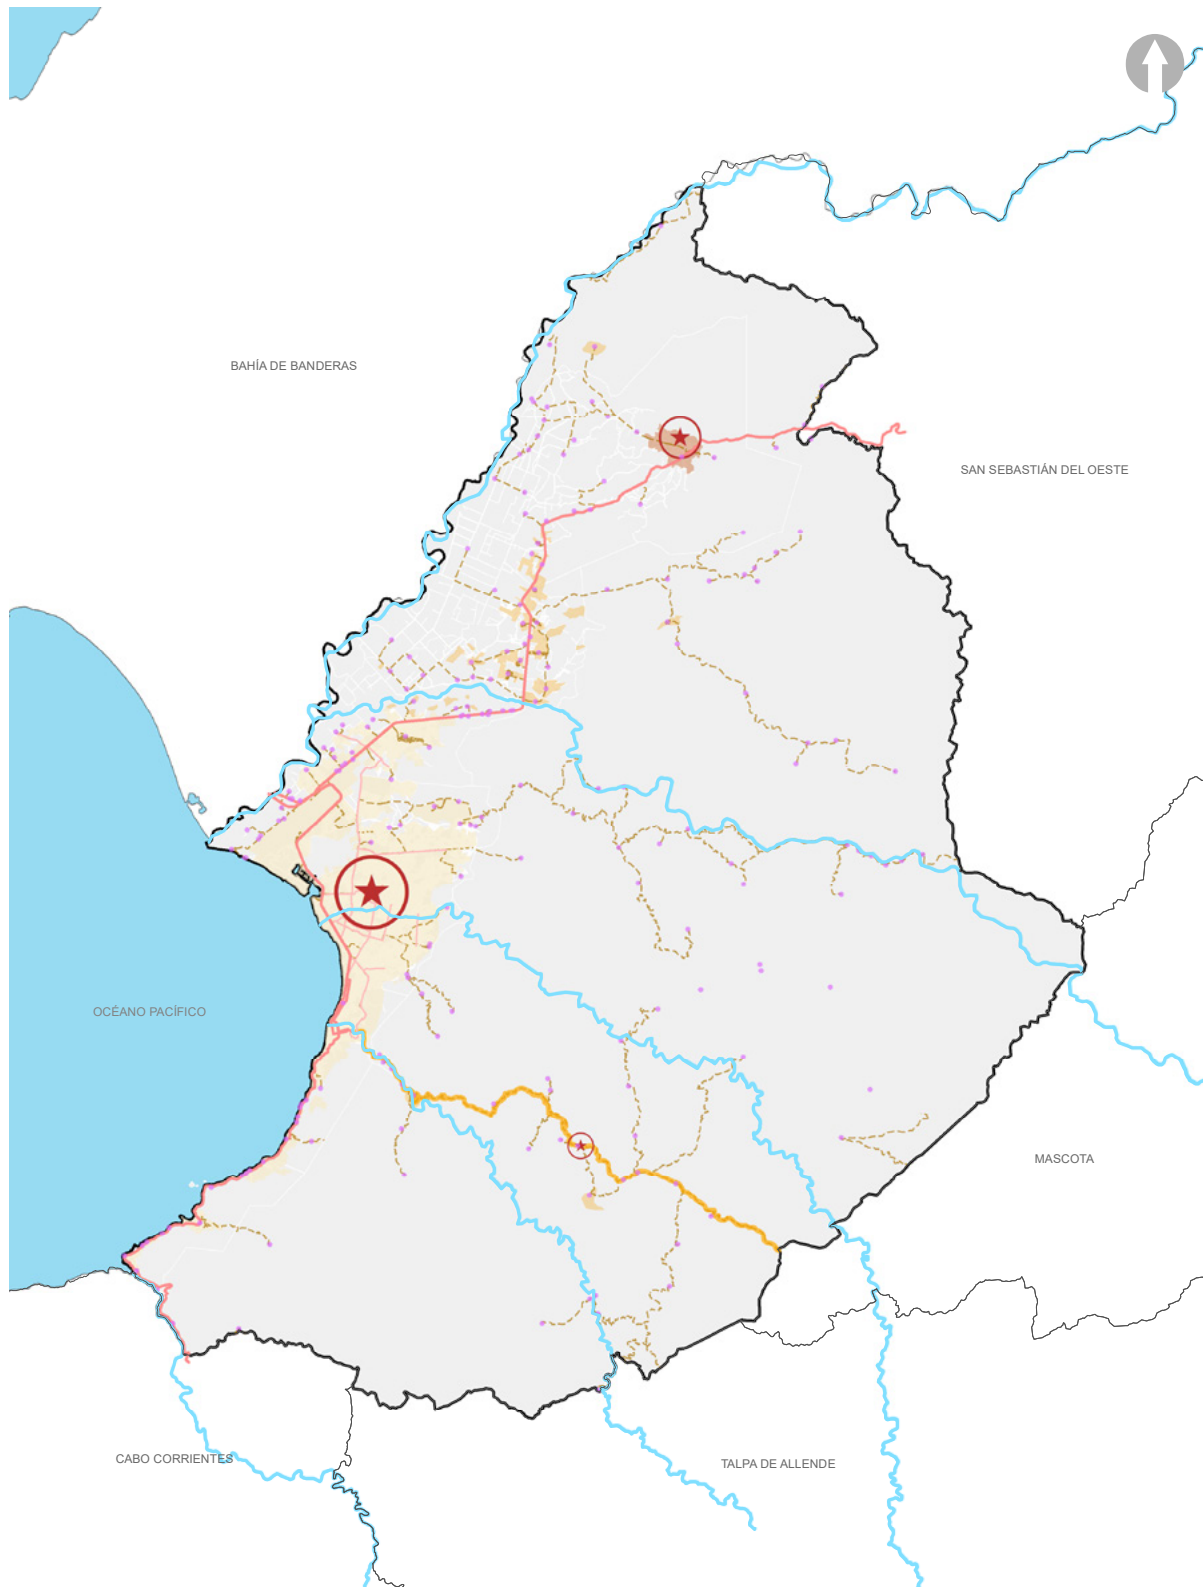 BAHÍA DE BANDERAS
SAN SEBASTIÁN DEL OESTE
OCÉANO PACÍFICO
MASCOTA
CABO CORRIENTES
TALPA DE ALLENDE